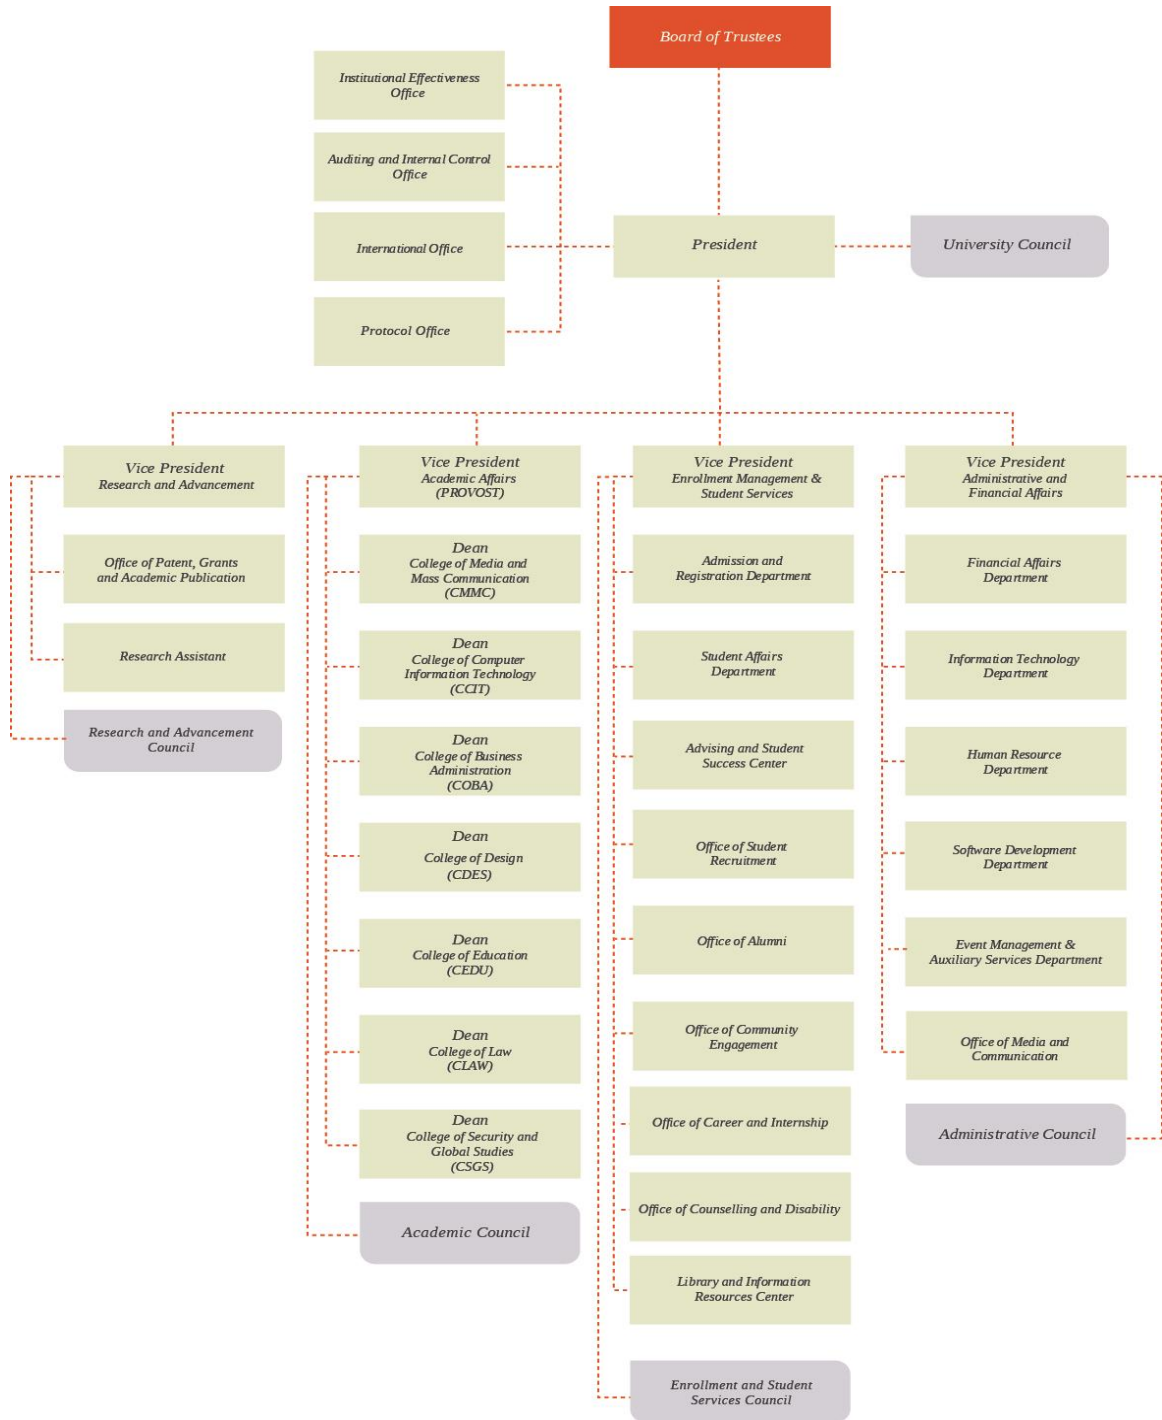 Board of Trustees
Institutional Effectiveness
Office
Auditing and Internal Control
Office
International Office
Protocol Office
President
University Council
Vice President
Research and Advancement
Office of Patent, Grants
and Academic Publication
Research Assistant
Research and Advancement
Council
Vice President
Academic Affairs
(PROVOST)
Dean
College of Media and
Mass Communication
(CMMC)
Dean
College of Computer
Information Technology
(CCIT)
Dean
College of Business
Administration
(COBA)
Dean
College of Design
(CDES)
Dean
College of Education
(CEDU)
Dean
College of Law
(CLAW)
Dean
College of Security and
Global Studies
(CSGS)
Academic Council
Vice President
Enrollment Management &
Student Services
Admission and
Registration Department
Student Affairs
Department
Advising and Student
Success Center
Office of Student
Recruitment
Office of Alumni
Office of Community
Engagement
Office of Career and Internship
Office of Counselling and Disability
Library and Information
Resources Center
Enrollment and Student
Services Council
Vice President
Administrative and
Financial Affairs
Financial Affairs
Department
Information Technology
Department
Human Resource
Department
Software Development
Department
Event Management &
Auxiliary Services Department
Office of Media and
Communication
Administrative Council